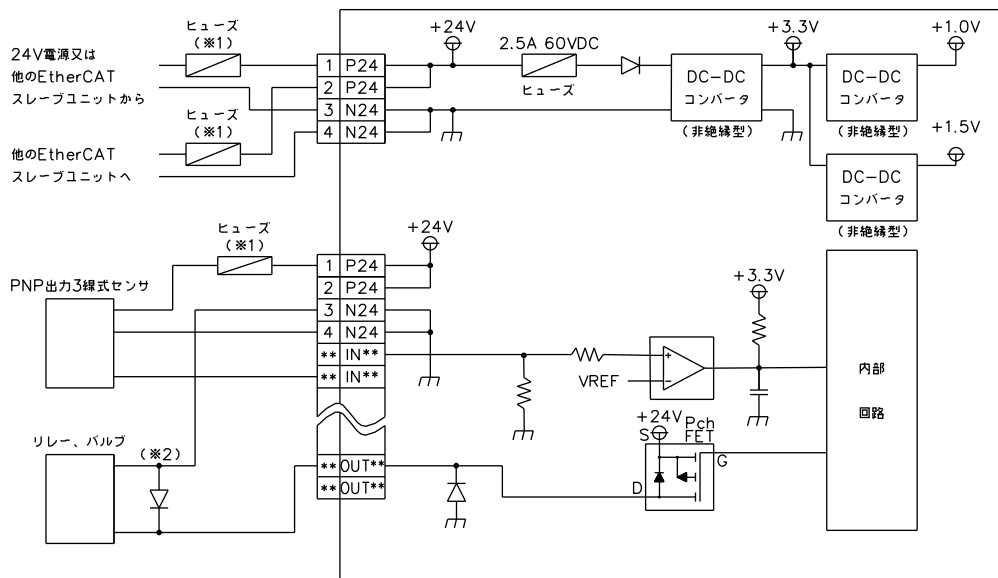 24V電源又は
他のEtherCAT
スレーブユニットから
他のEtherCAT
スレーブユニットへ
ヒューズ
(※1)
ヒューズ
(※1)
1 P24
2 P24
3 N24
4 N24
+24V
2.5A 60VDC
ヒューズ
DC-DC
コンバータ
(非絶縁型)
+3.3V
DC-DC
コンバータ
(非絶縁型)
+1.0V
+1.5V
DC-DC
コンバータ
(非絶縁型)
ヒューズ
(※1)
PNP出力3線式センサ
1 P24
2 P24
3 N24
4 N24
** IN**
** IN**
+24V
VREF
+
-
+3.3V
内部
回路
リレー、バルブ
(※2)
** OUT**
** OUT**
+24V
S
Pch
FET
G
D